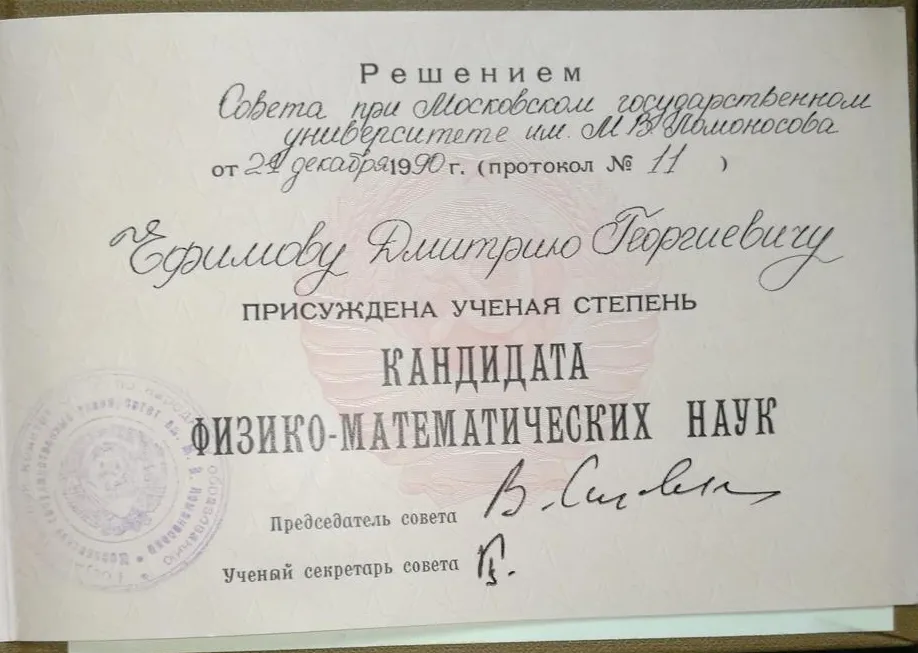 Решением
Совета при Московском государственном
университете им. М В Ломоносова
от декабря 1990 г. (протокол № 11 )
Ефимову Дмитрию Георгиевичу
ПРИСУЖДЕНА УЧЕНАЯ СТЕПЕНЬ
КАНДИДАТА
ФИЗИКО-МАТЕМАТИЧЕСКИХ НАУК
Председатель совета
Ученый секретарь совета